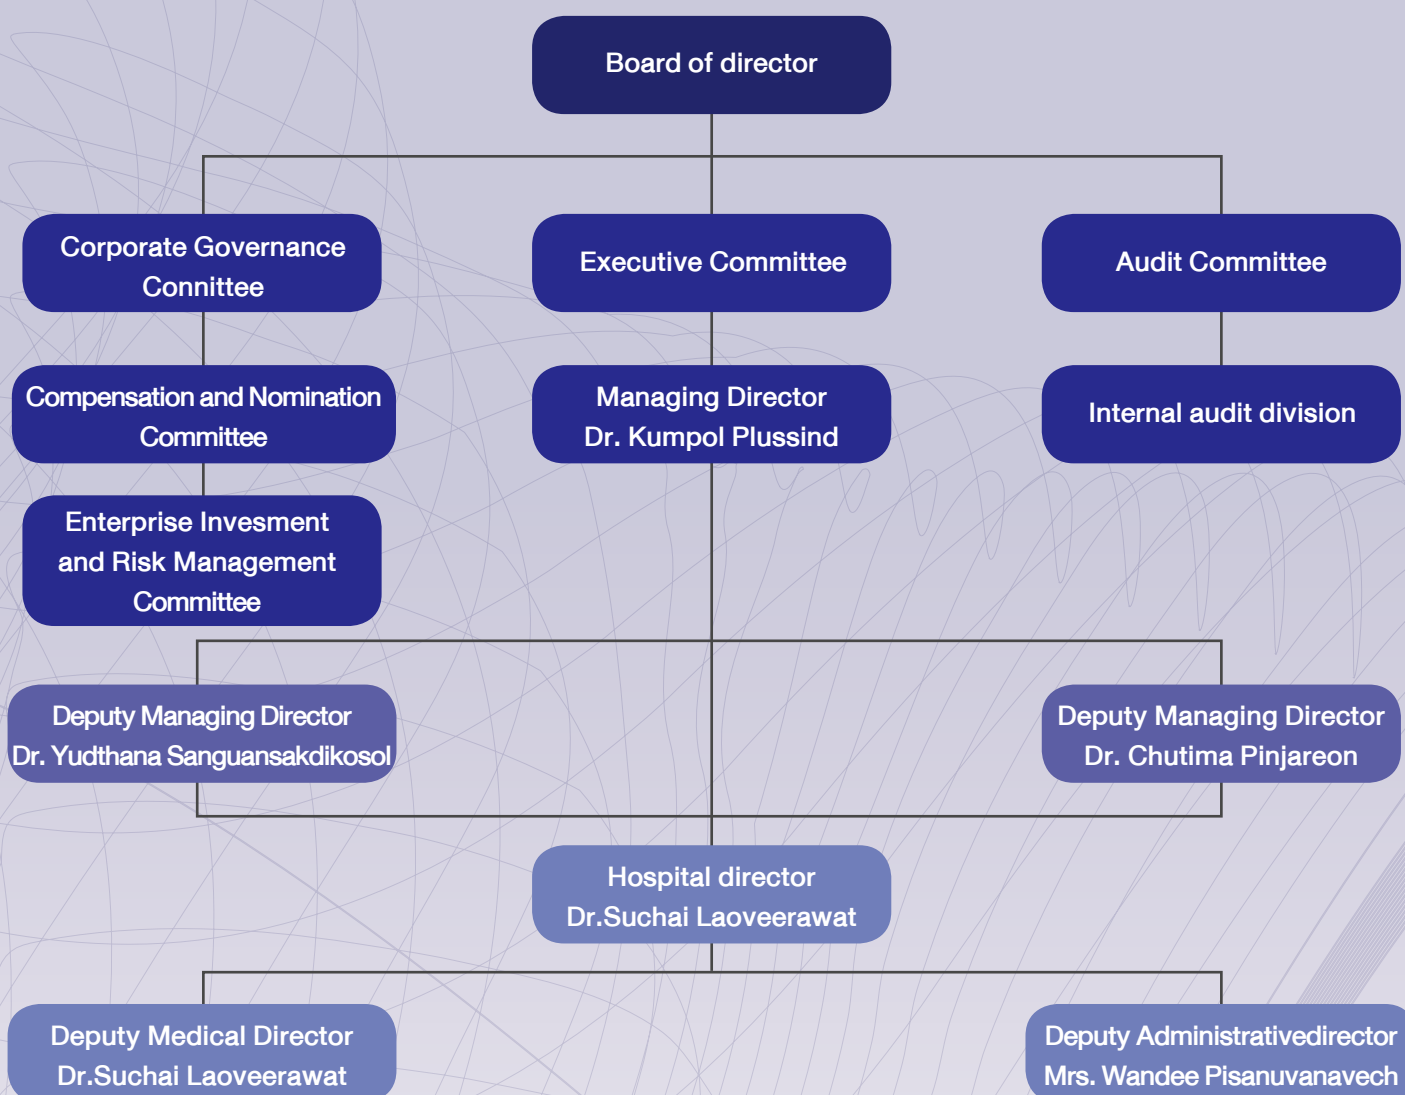 Board of director
Corporate Governance
Connittee
Executive Committee
Audit Committee
Compensation and Nomination
Committee
Managing Director
Dr. Kumpol Plussind
Internal audit division
Enterprise Invesment
and Risk Management
Committee
Deputy Managing Director
Dr. Yudthana Sanguansakdikosol
Deputy Managing Director
Dr. Chutima Pinjareon
Hospital director
Dr.Suchai Laoveerawat
Deputy Medical Director
Dr.Suchai Laoveerawat
Deputy Administrativedirector
Mrs. Wandee Pisanuvanavech